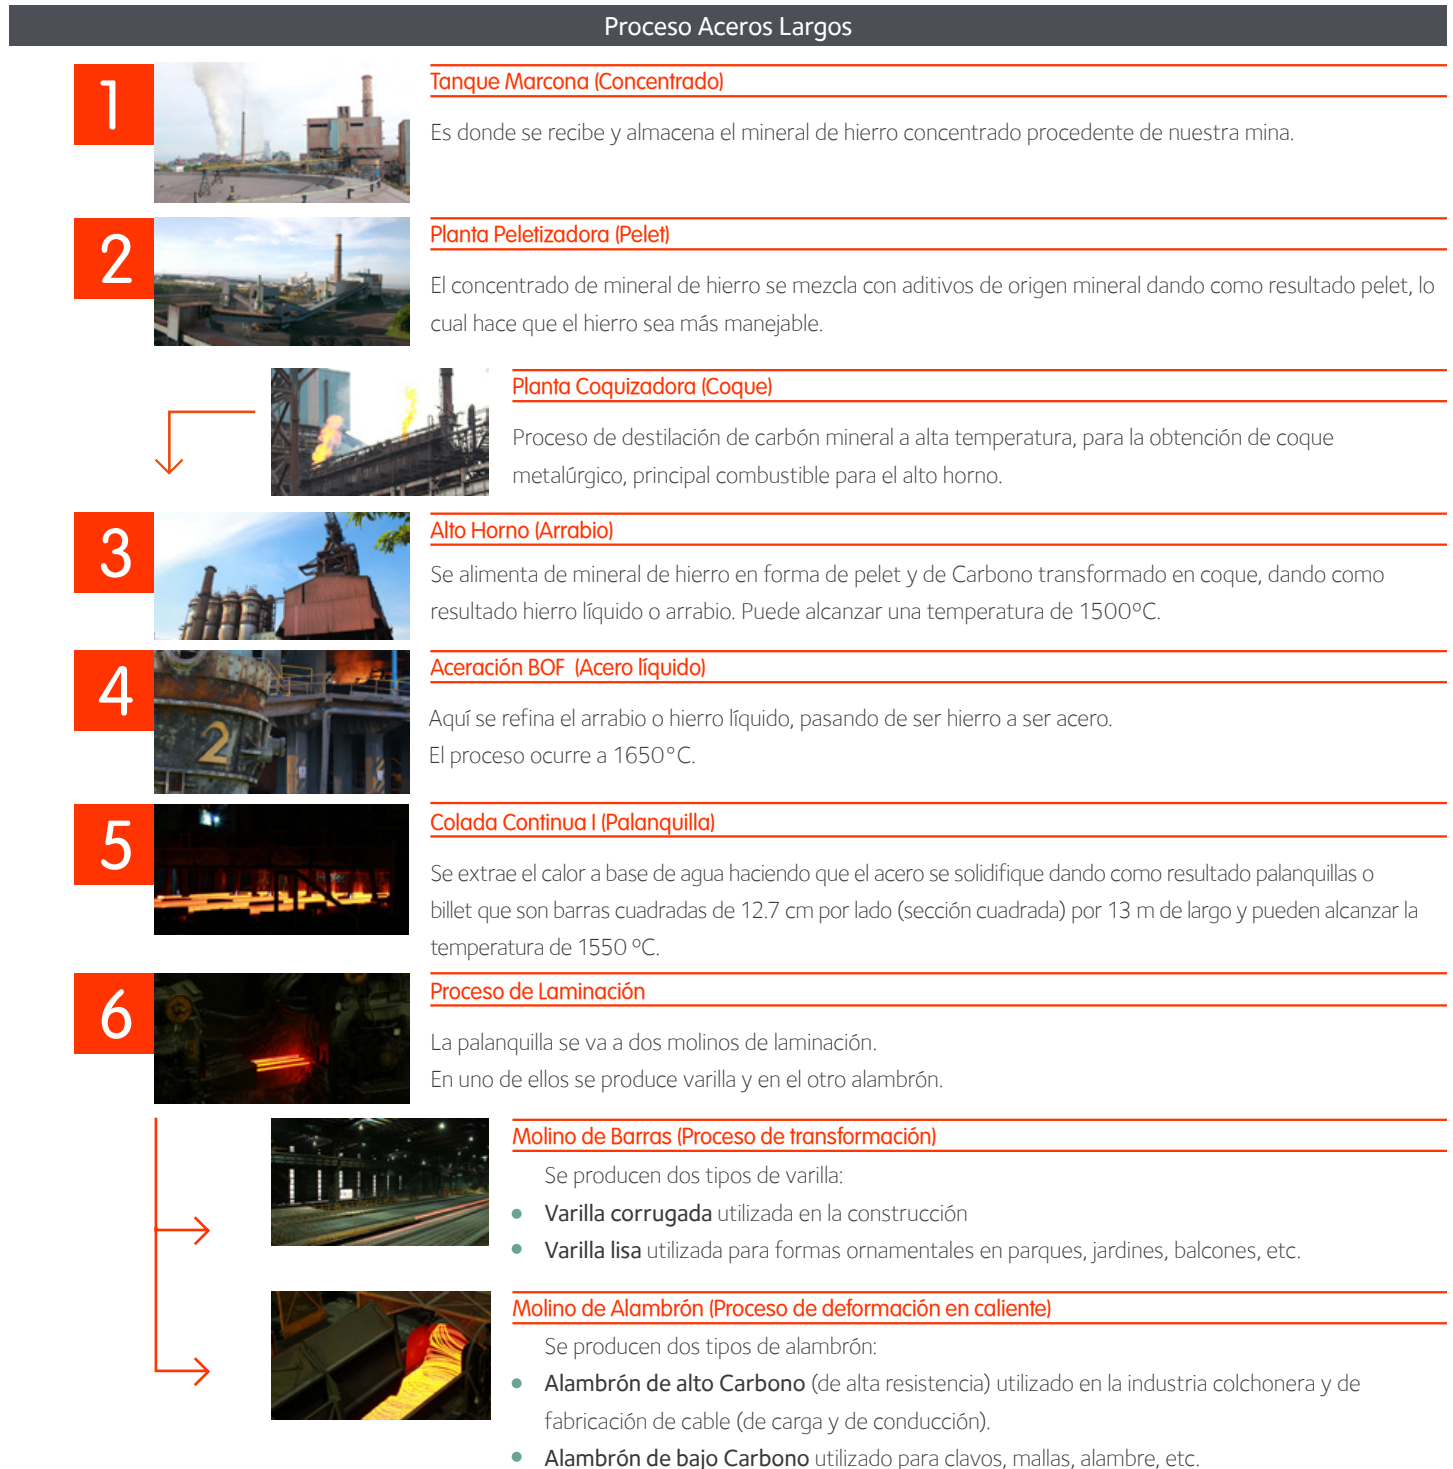 Proceso Aceros Largos
1
Tanque Marcona (Concentrado)
Es donde se recibe y almacena el mineral de hierro concentrado procedente de nuestra mina.
2
Planta Peletizadora (Pelet)
El concentrado de mineral de hierro se mezcla con aditivos de origen mineral dando como resultado pelet, lo
cual hace que el hierro sea más manejable.
Planta Coquizadora (Coque)
Proceso de destilación de carbón mineral a alta temperatura, para la obtención de coque
metalúrgico, principal combustible para el alto horno.
3
Alto Horno (Arrabio)
Se alimenta de mineral de hierro en forma de pelet y de Carbono transformado en coque, dando como
resultado hierro líquido o arrabio. Puede alcanzar una temperatura de 1500ºC.
4
2
Aceración BOF (Acero líquido)
Aquí se refina el arrabio o hierro líquido, pasando de ser hierro a ser acero.
El proceso ocurre a 1650°C.
5
Colada Continua I (Palanquilla)
Se extrae el calor a base de agua haciendo que el acero se solidifique dando como resultado palanquillas o
billet que son barras cuadradas de 12.7 cm por lado (sección cuadrada) por 13 m de largo y pueden alcanzar la
temperatura de 1550 ºC.
6
Proceso de Laminación
La palanquilla se va a dos molinos de laminación.
En uno de ellos se produce varilla y en el otro alambrón.
Molino de Barras (Proceso de transformación)
Se producen dos tipos de varilla:
• Varilla corrugada utilizada en la construcción
• Varilla lisa utilizada para formas ornamentales en parques, jardines, balcones, etc.
Molino de Alambrón (Proceso de deformación en caliente)
Se producen dos tipos de alambrón:
• Alambrón de alto Carbono (de alta resistencia) utilizado en la industria colchonera y de
fabricación de cable (de carga y de conducción).
• Alambrón de bajo Carbono utilizado para clavos, mallas, alambre, etc.